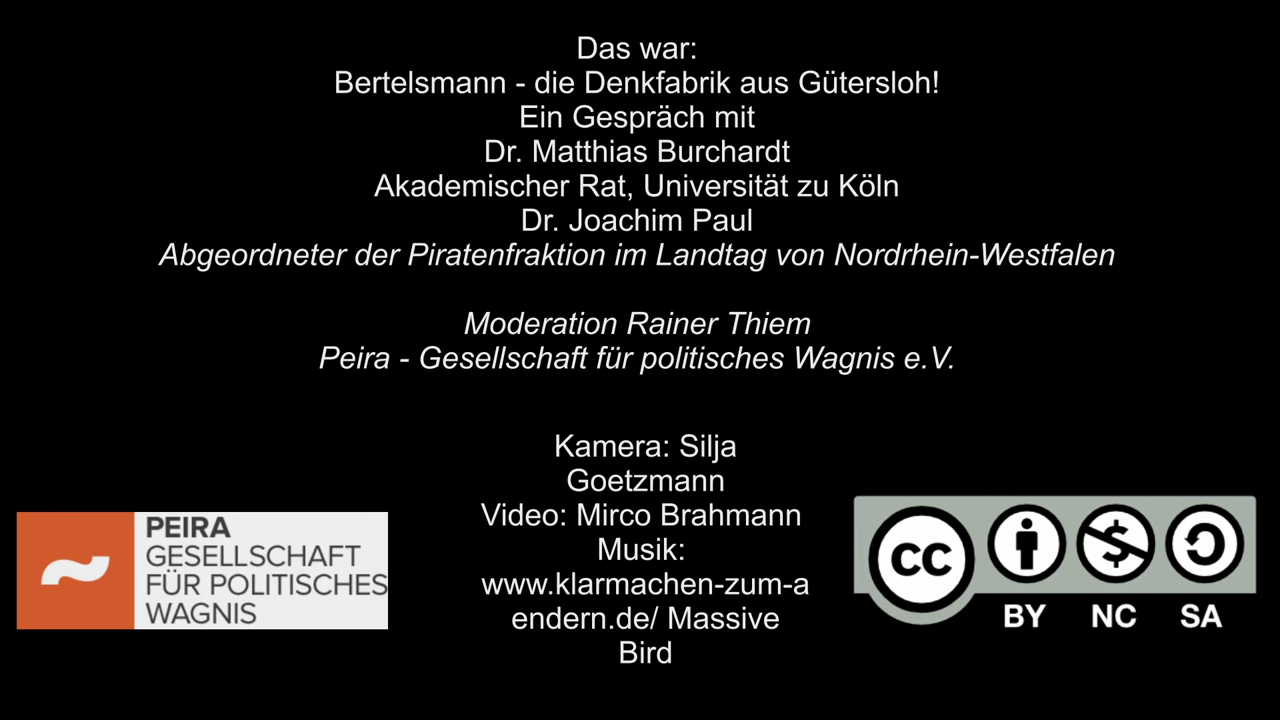 Das war:
Bertelsmann - die Denkfabrik aus Gütersloh!
Ein Gespräch mit
Dr. Matthias Burchardt
Akademischer Rat, Universität zu Köln
Dr. Joachim Paul
Abgeordneter der Piratenfraktion im Landtag von Nordrhein-Westfalen
Moderation Rainer Thiem
Peira - Gesellschaft für politisches Wagnis e.V.
Kamera: Silja
Goetzmann
Video: Mirco Brahmann
Musik:
www.klarmachen-zum-a
endern.de/ Massive
Bird
PEIRA
GESELLSCHAFT
FÜR POLITISCHES
WAGNIS
CC
BY NC SA